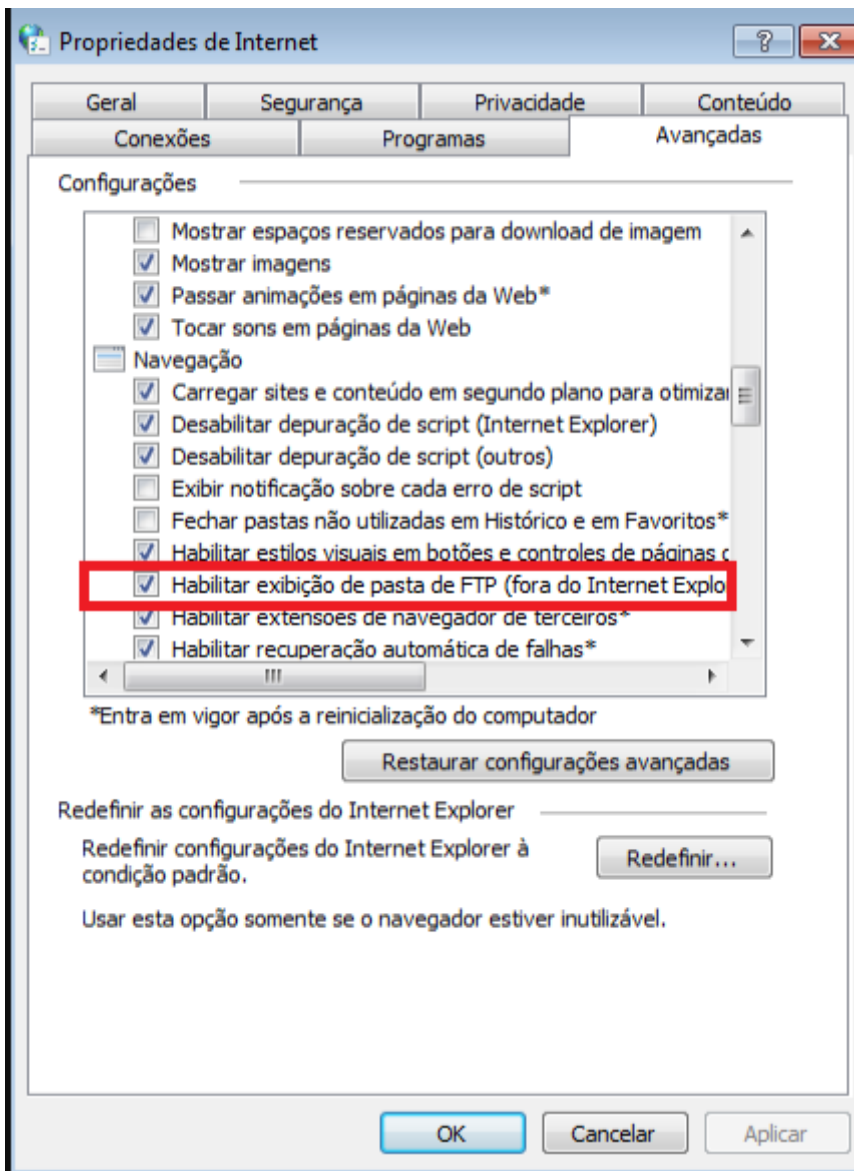 Propriedades de Internet
Geral Segurança Privacidade Conteúdo
Conexões Programas Avançadas
Configurações
Mostrar espaços reservados para download de imagem
Mostrar imagens
Passar animações em páginas da Web*
Tocar sons em páginas da Web
Navegação
Carregar sites e conteúdo em segundo plano para otimizar
Desabilitar depuração de script (Internet Explorer)
Desabilitar depuração de script (outros)
Exibir notificação sobre cada erro de script
Fechar pastas não utilizadas em Histórico e em Favoritos*
Habilitar estilos visuais em botões e controles de páginas
Habilitar exibição de pasta de FTP (fora do Internet Explo
Habilitar extensões de navegador de terceiros*
Habilitar recuperação automática de falhas*
*Entra em vigor após a reinicialização do computador
Restaurar configurações avançadas
Redefinir as configurações do Internet Explorer
Redefinir configurações do Internet Explorer à
condição padrão.
Redefinir...
Usar esta opção somente se o navegador estiver inutilizável.
OK Cancelar Aplicar